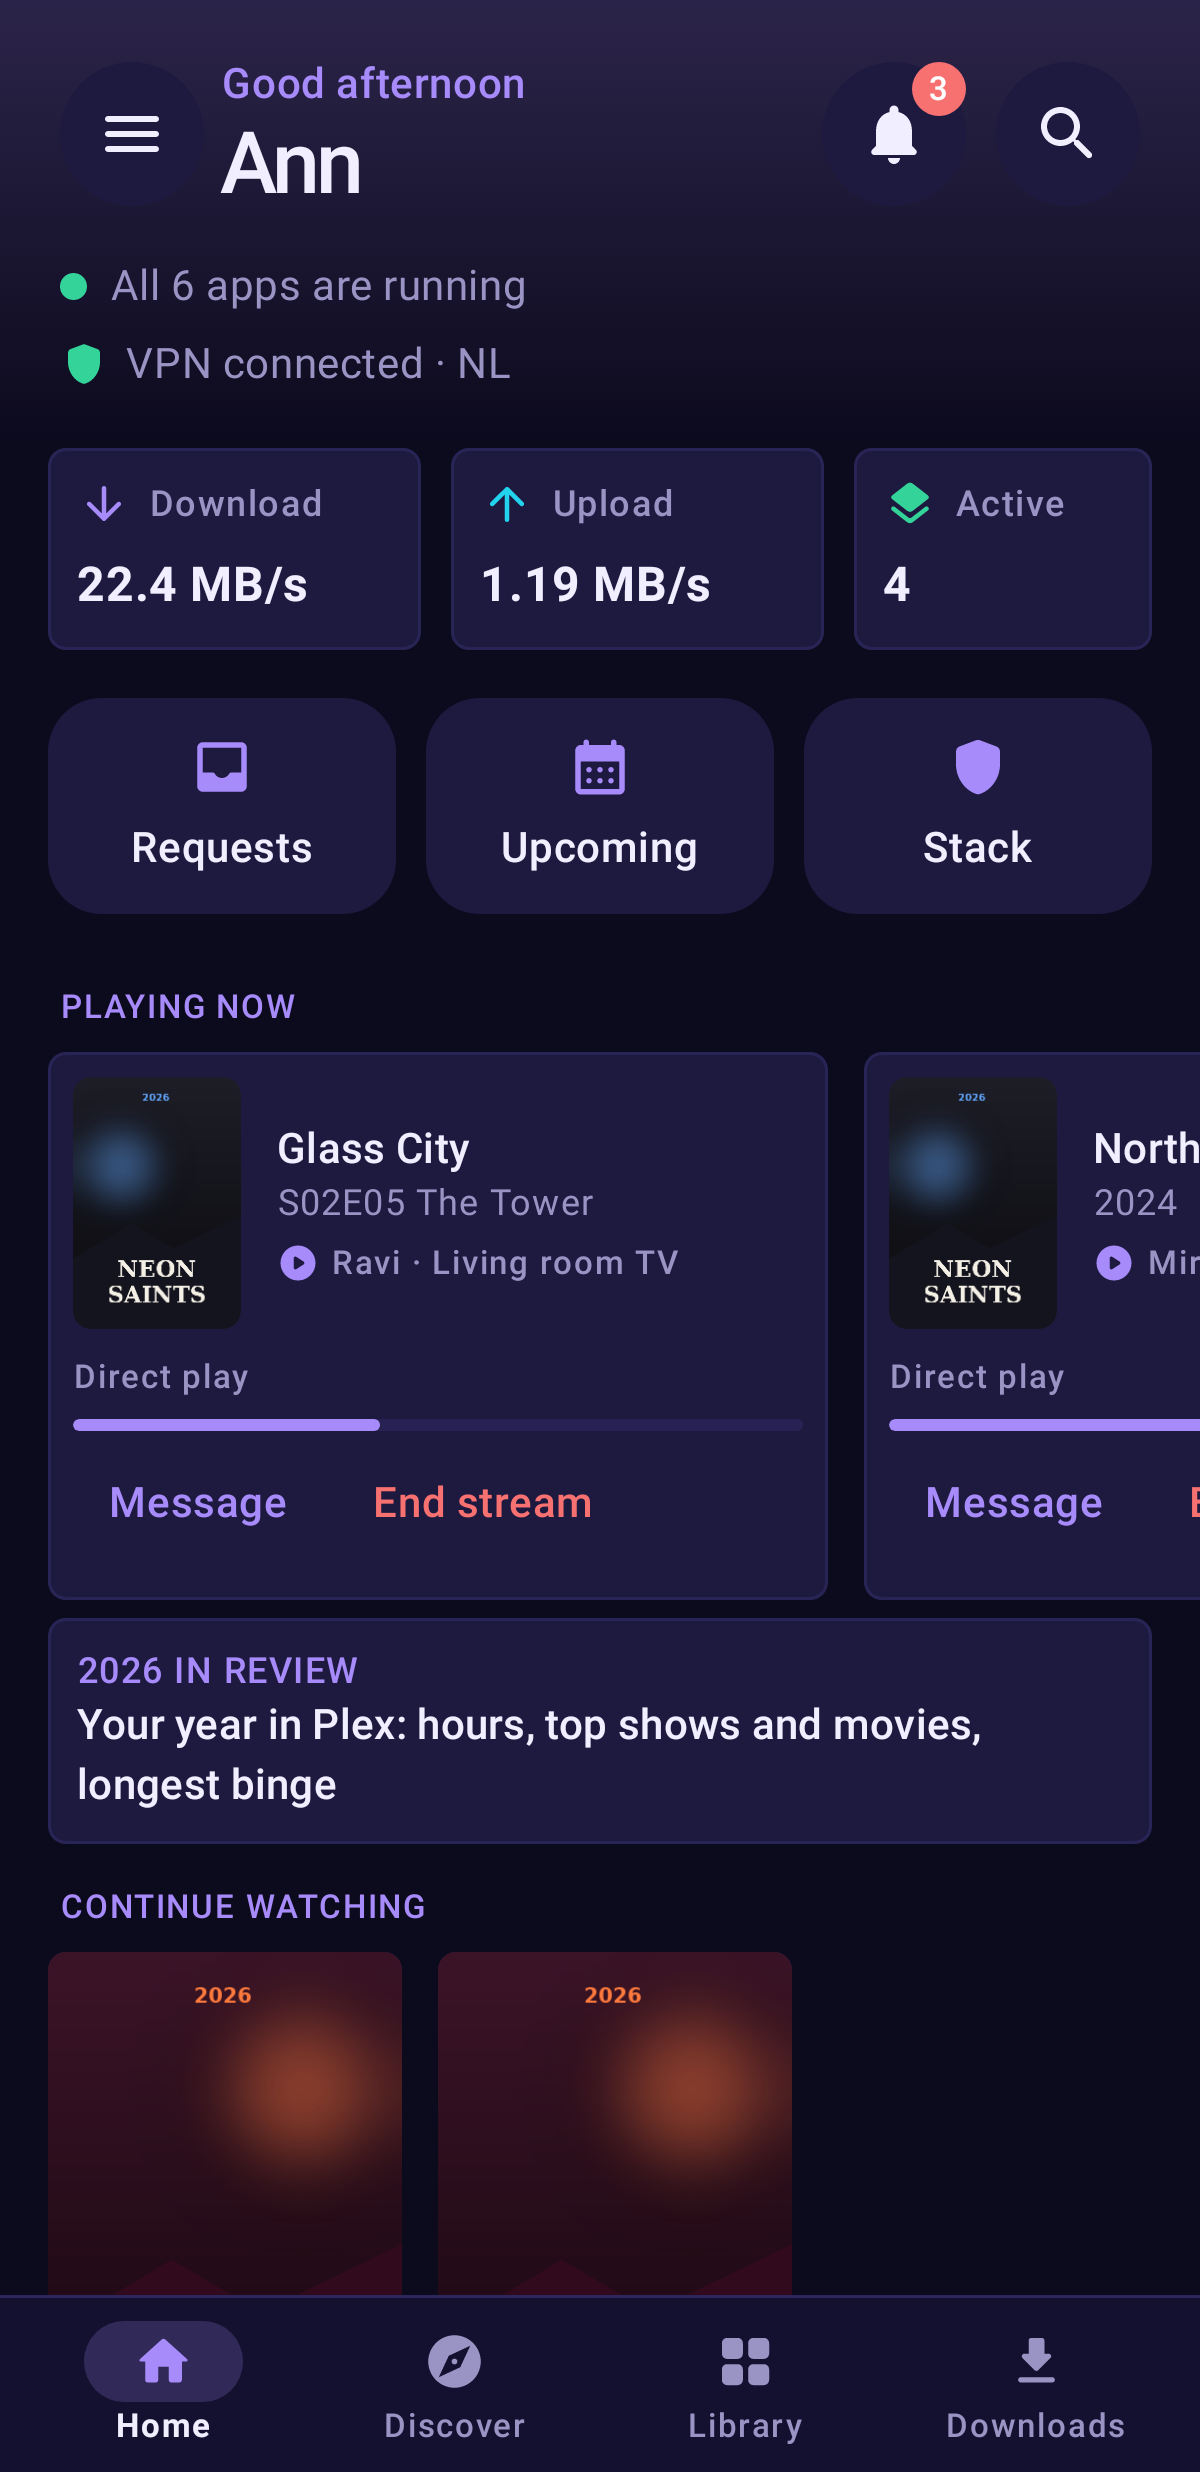 Good afternoon
Ann
3
All 6 apps are running
VPN connected · NL
Download
22.4 MB/s
Upload
1.19 MB/s
Active
4
Requests
Upcoming
Stack
PLAYING NOW
2026
NEON
SAINTS
Glass City
S02E05 The Tower
Ravi · Living room TV
Direct play
Message
End stream
2026
NEON
SAINTS
North
2024
Direct play
Message
2026 IN REVIEW
Your year in Plex: hours, top shows and movies,
longest binge
CONTINUE WATCHING
2026
2026
Home
Discover
Library
Downloads